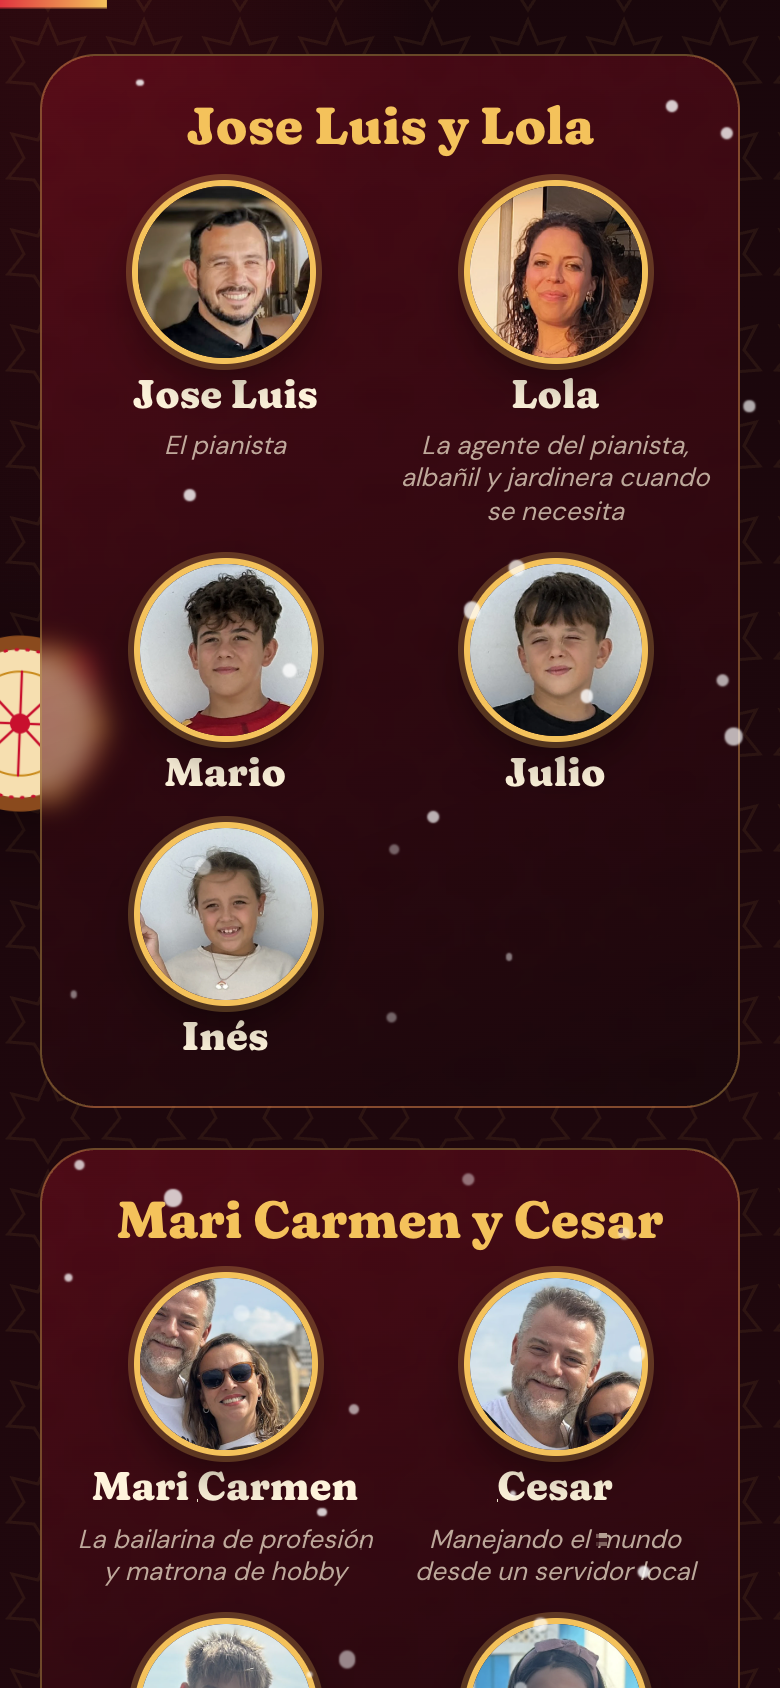 Jose Luis y Lola
Jose Luis
Lola
El pianista
La agente del pianista,
albañil y jardinera cuando
se necesita
Mario
Julio
Inés
Mari Carmen y Cesar
Mari Carmen
Cesar
La bailarina de profesión
y matrona de hobby
Manejando el mundo
desde un servidor local